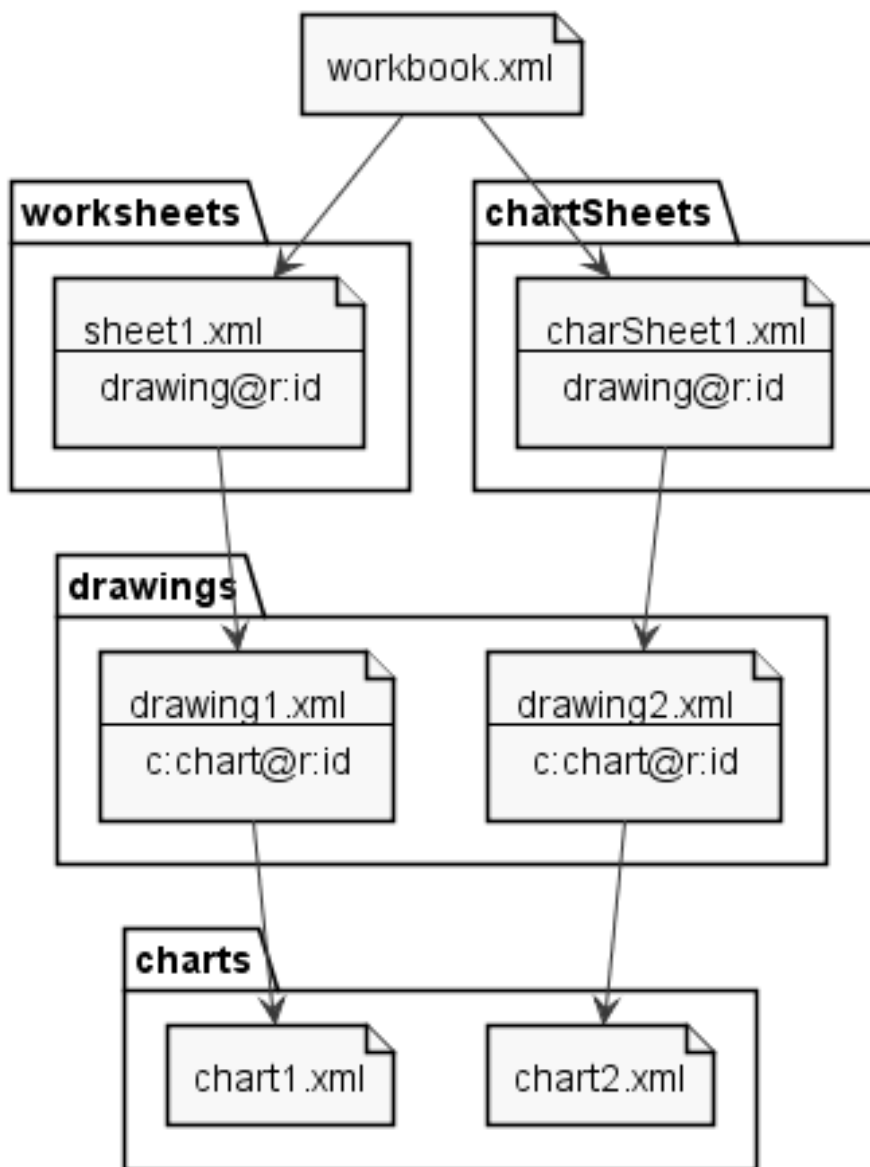 workbook.xml
worksheets
chartSheets
sheet1.xml
drawing@r:id
charSheet1.xml
drawing@r:id
drawings
drawing1.xml
c:chart@r:id
drawing2.xml
c:chart@r:id
charts
chart1.xml
chart2.xml